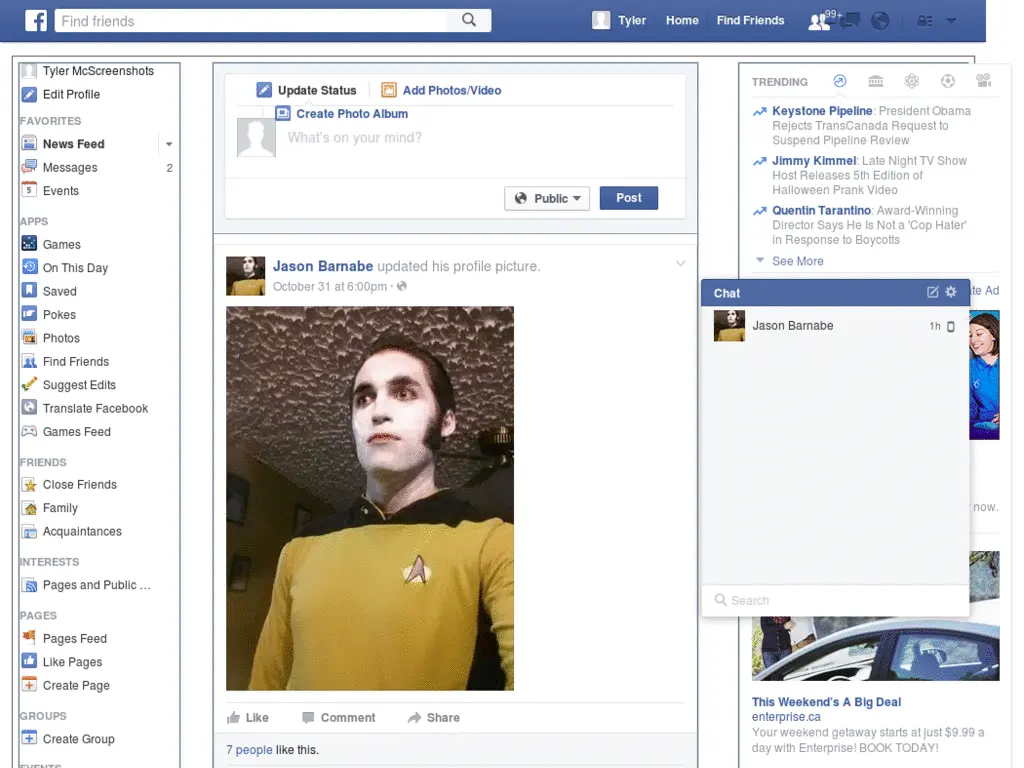 f
Find friends
Tyler
Home
Find Friends
99+
Tyler McScreenshots
Edit Profile
FAVORITES
News Feed
Messages
2
5
Events
APPS
Games
On This Day
Saved
Pokes
Photos
Find Friends
Suggest Edits
Translate Facebook
Games Feed
FRIENDS
Close Friends
Family
Acquaintances
INTERESTS
Pages and Public ...
PAGES
Pages Feed
Like Pages
Create Page
GROUPS
Create Group
EVENTS
Update Status
Add Photos/Video
Create Photo Album
What's on your mind?
Public
Post
Jason Barnabe updated his profile picture.
October 31 at 6:00pm ·
Like
Comment
Share
7 people like this.
TRENDING
Keystone Pipeline: President Obama
Rejects TransCanada Request to
Suspend Pipeline Review
Jimmy Kimmel: Late Night TV Show
Host Releases 5th Edition of
Halloween Prank Video
Quentin Tarantino: Award-Winning
Director Says He Is Not a 'Cop Hater'
in Response to Boycotts
See More
Chat
Jason Barnabe
1h
Search
te Ad
now.
This Weekend's A Big Deal
enterprise.ca
Your weekend getaway starts at just $9.99 a
day with Enterprise! BOOK TODAY!